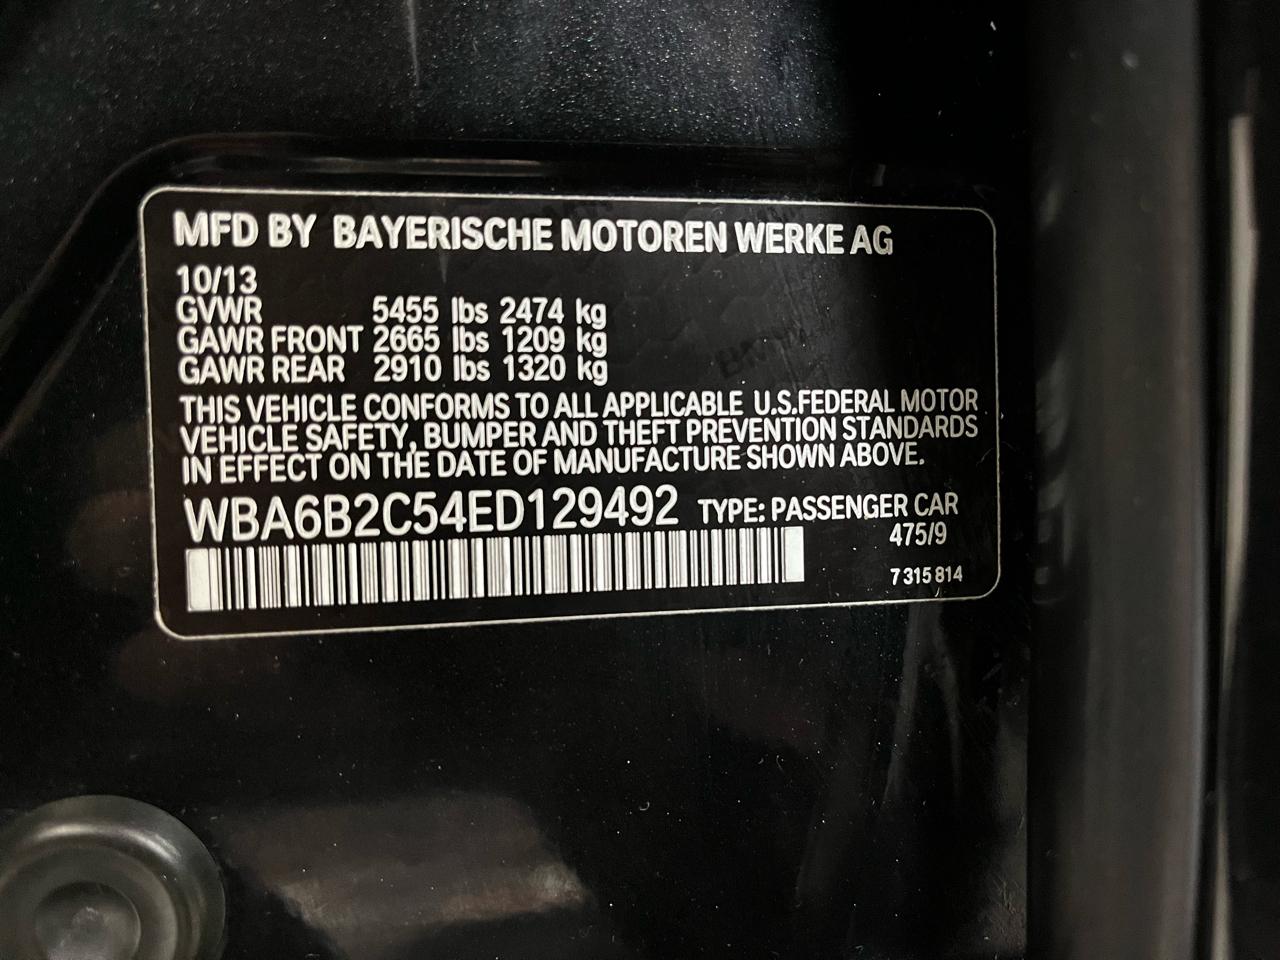 MFD BY BAYERISCHE MOTOREN WERKE AG
10/13
GVWR 5455 lbs 2474 kg
GAWR FRONT 2665 lbs 1209 kg
GAWR REAR 2910 lbs 1320 kg
THIS VEHICLE CONFORMS TO ALL APPLICABLE U.S.FEDERAL MOTOR
VEHICLE SAFETY, BUMPER AND THEFT PREVENTION STANDARDS
IN EFFECT ON THE DATE OF MANUFACTURE SHOWN ABOVE.
WBA6B2C54ED129492 TYPE: PASSENGER CAR
475/9
7 315 814